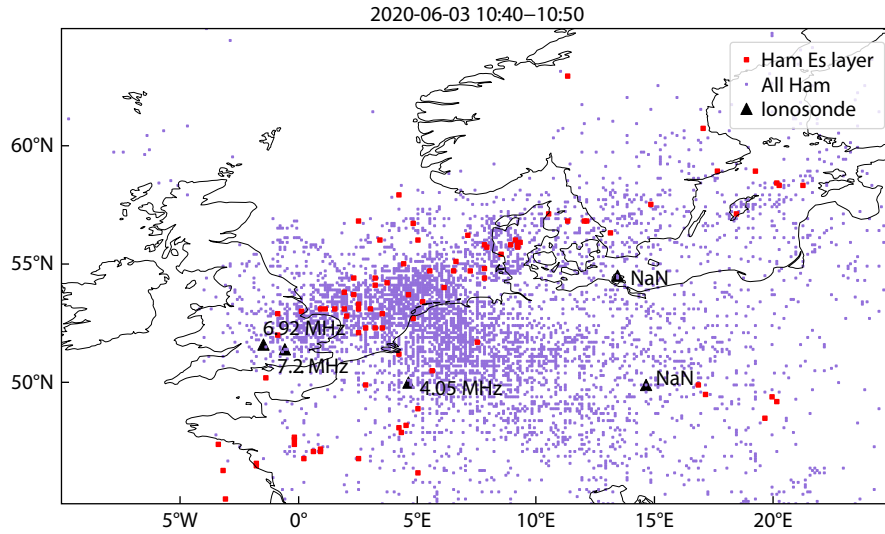 2020-06-03 10:40−10:50
Ham Es layer
All Ham
Ionosonde
60°N
55°N
50°N
NaN
6.92 MHz
7.2 MHz
NaN
4.05 MHz
5°W
0°
5°E
10°E
15°E
20°E